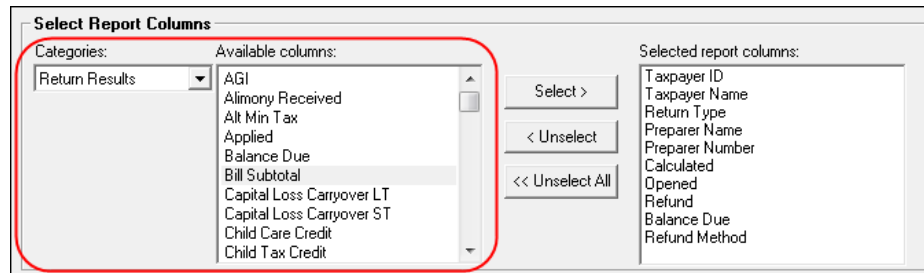 Select Report Columns
Categories:
Return Results
Available columns:
AGI
Alimony Received
Alt Min Tax
Applied
Balance Due
Bill Subtotal
Capital Loss Carryover LT
Capital Loss Carryover ST
Child Care Credit
Child Tax Credit
Select >
< Unselect
<< Unselect All
Selected report columns:
Taxpayer ID
Taxpayer Name
Return Type
Preparer Name
Preparer Number
Calculated
Opened
Refund
Balance Due
Refund Method